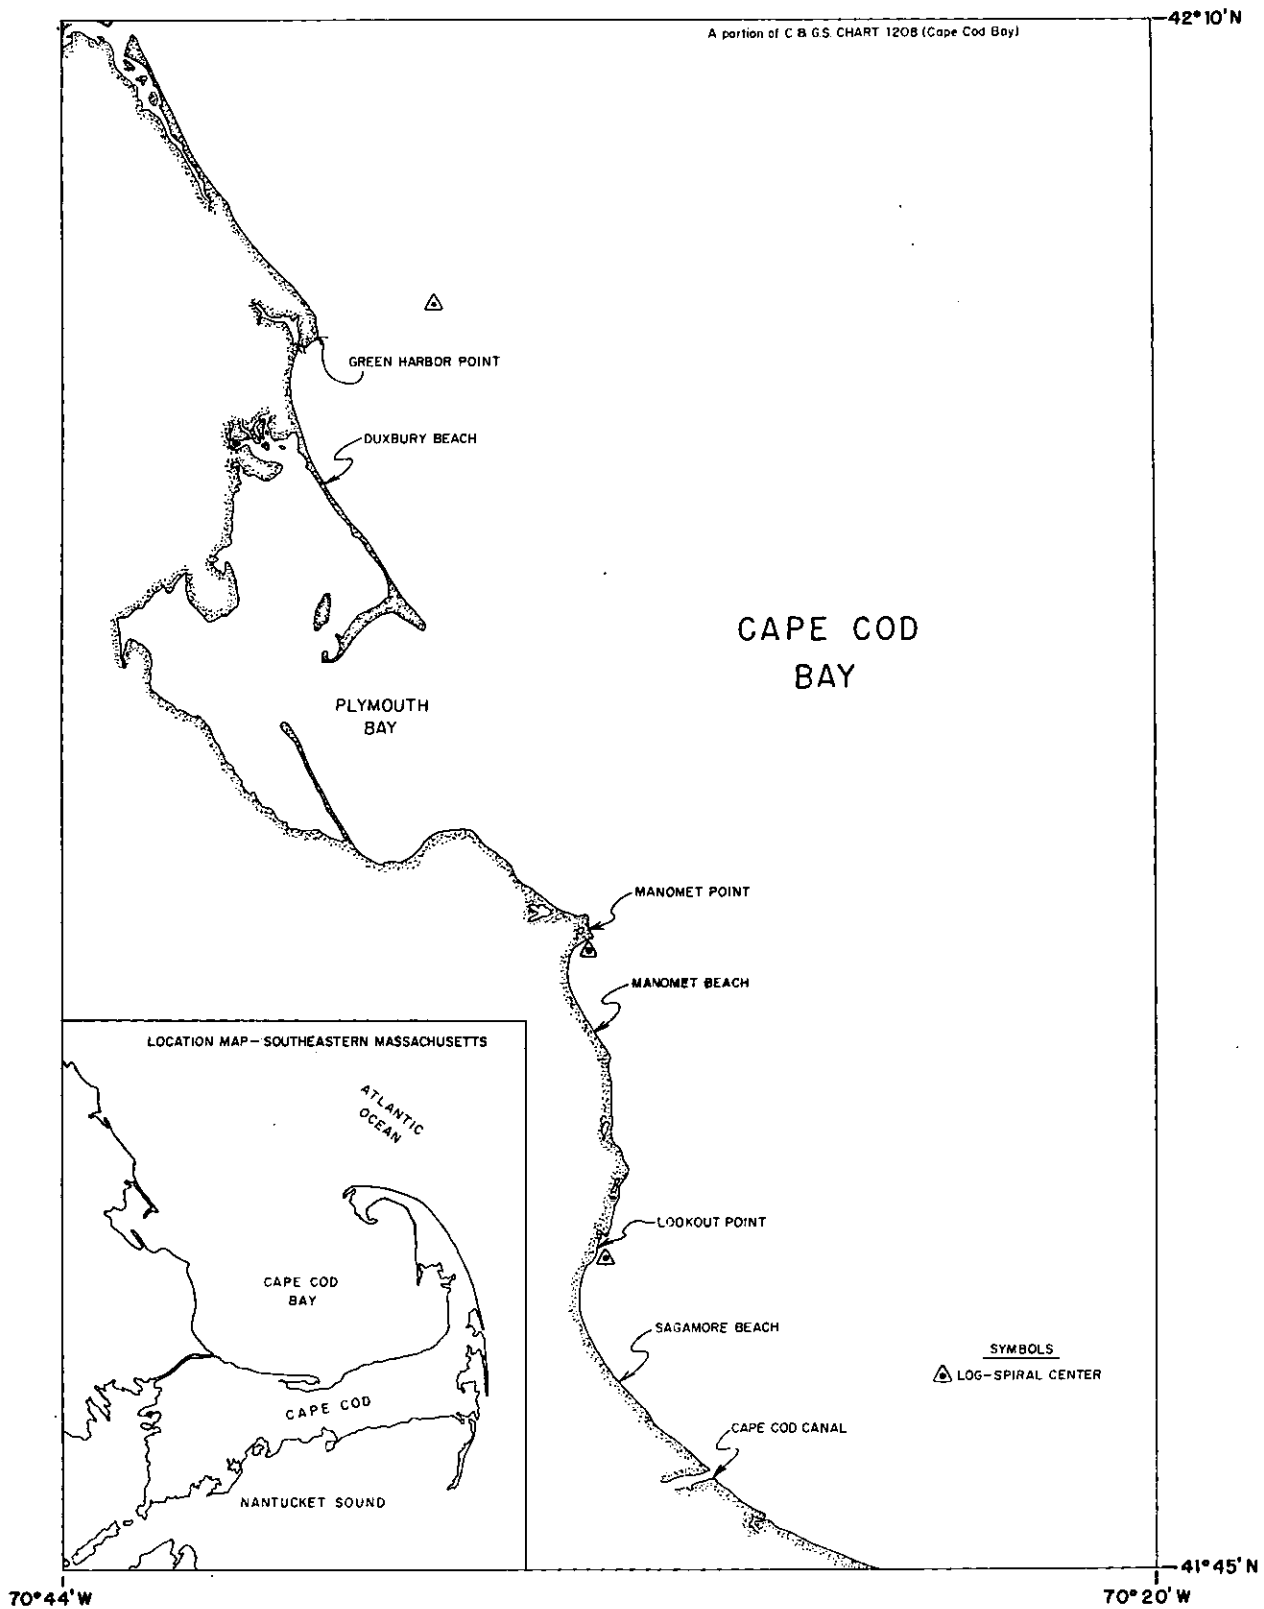 42°10'N
A portion of C & G.S. CHART 1208 (Cape Cod Bay)
GREEN HARBOR POINT
DUXBURY BEACH
CAPE COD
BAY
PLYMOUTH
BAY
MANOMET POINT
MANOMET BEACH
LOCATION MAP-SOUTHEASTERN MASSACHUSETTS
ATLANTIC
OCEAN
LOOKOUT POINT
CAPE COD
BAY
SAGAMORE BEACH
SYMBOLS
LOG-SPIRAL CENTER
CAPE COD
CAPE COD CANAL
NANTUCKET SOUND
41°45'N
70°44'W
70°20'W